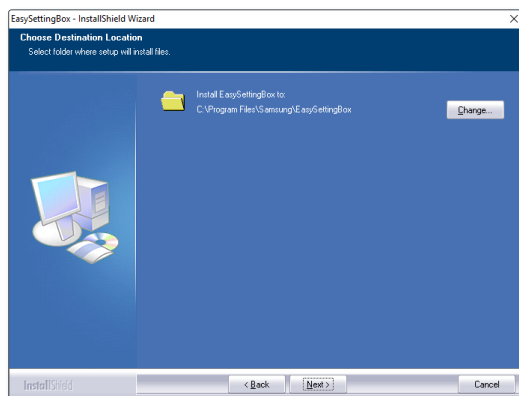 EasySettingBox - InstallShield Wizard
Choose Destination Location
Select folder where setup will install files.
Install EasySettingBox to:
C:\Program Files\Samsung\EasySettingBox
Change...
InstallShield
< Back
Next >
Cancel